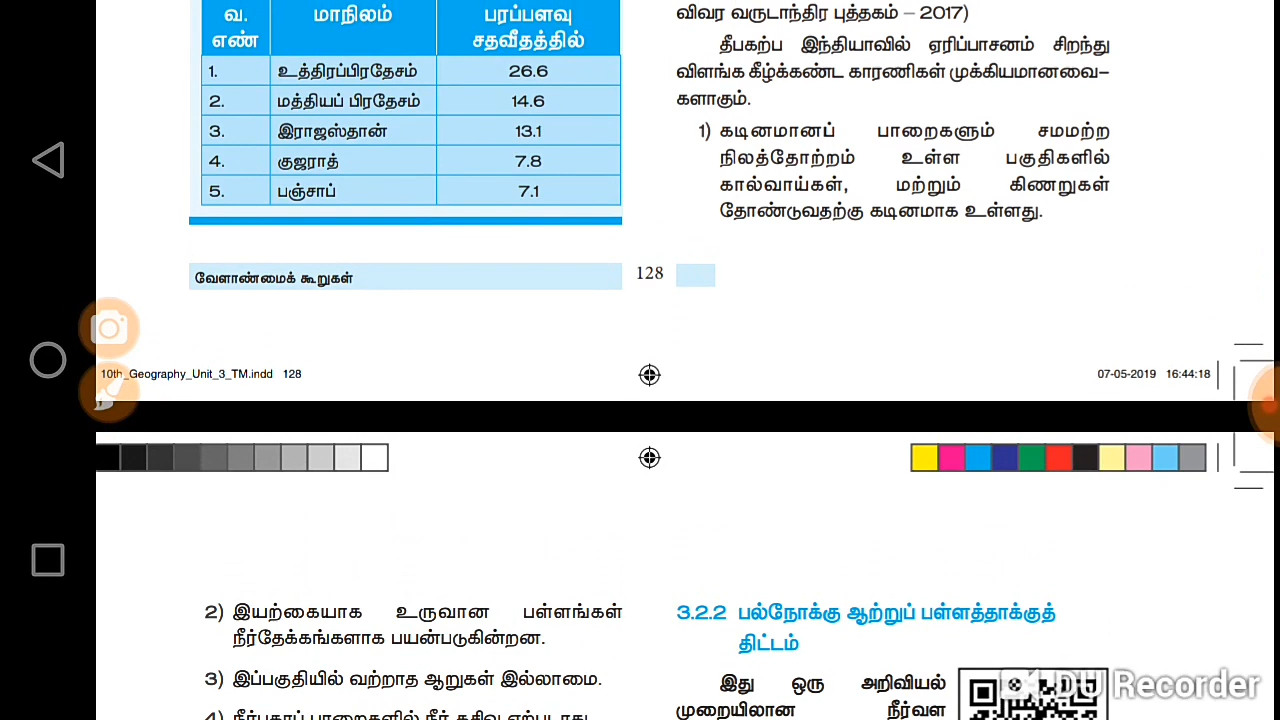 வ. எண் மாநிலம் பரப்பளவு சதவீதத்தில்
1. உத்திரப்பிரதேசம் 26.6
2. மத்தியப் பிரதேசம் 14.6
3. இராஜஸ்தான் 13.1
4. குஜராத் 7.8
5. பஞ்சாப் 7.1
விவர வருடாந்திர புத்தகம் – 2017)
தீபகற்ப இந்தியாவில் ஏரிப்பாசனம் சிறந்து
விளங்க கீழ்க்கண்ட காரணிகள் முக்கியமானவை–
களாகும்.
1) கடினமானப் பாறைகளும் சமமற்ற
நிலத்தோற்றம் உள்ள பகுதிகளில்
கால்வாய்கள், மற்றும் கிணறுகள்
தோண்டுவதற்கு கடினமாக உள்ளது.
வேளாண்மைக் கூறுகள் 128
10th_Geography_Unit_3_TM.indd 128 07-05-2019 16:44:18
2) இயற்கையாக உருவான பள்ளங்கள்
நீர்தேக்கங்களாக பயன்படுகின்றன.
3) இப்பகுதியில் வற்றாத ஆறுகள் இல்லாமை.
4) நீர்புகாப் பாறைகளில் நீர்
3.2.2 பல்நோக்கு ஆற்றுப் பள்ளத்தாக்குத்
திட்டம்
இது ஒரு அறிவியல்
முறையிலான நீர்வள
DU Recorder